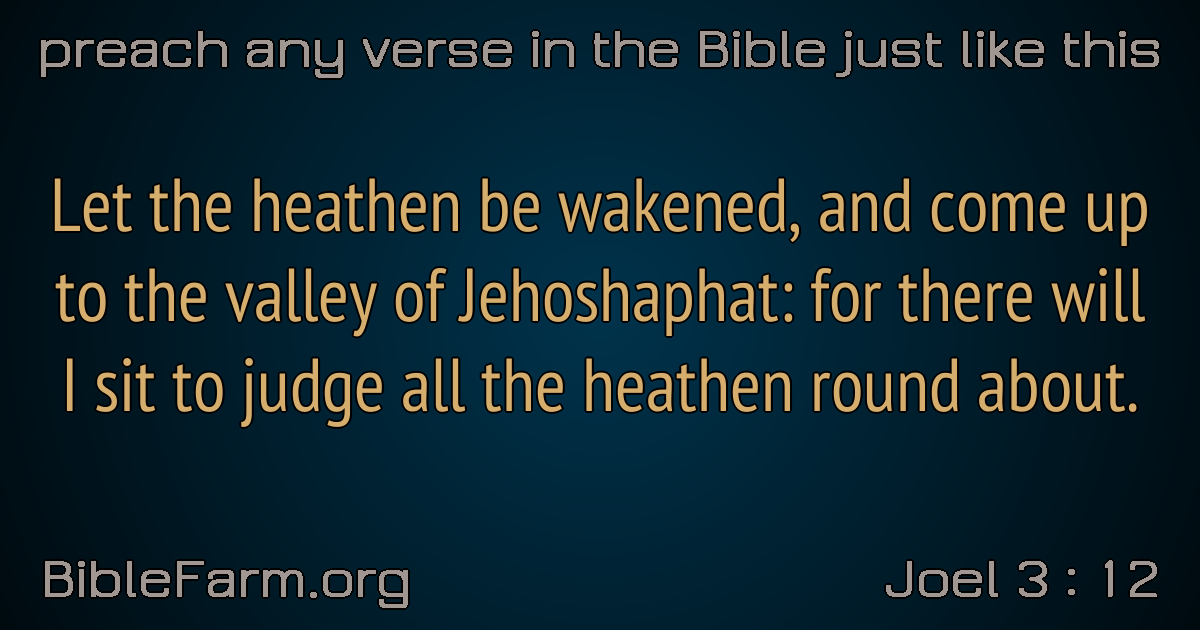 preach any verse in the Bible just like this
Let the heathen be wakened, and come up
to the valley of Jehoshaphat: for there will
I sit to judge all the heathen round about.
BibleFarm.org
Joel 3 : 12